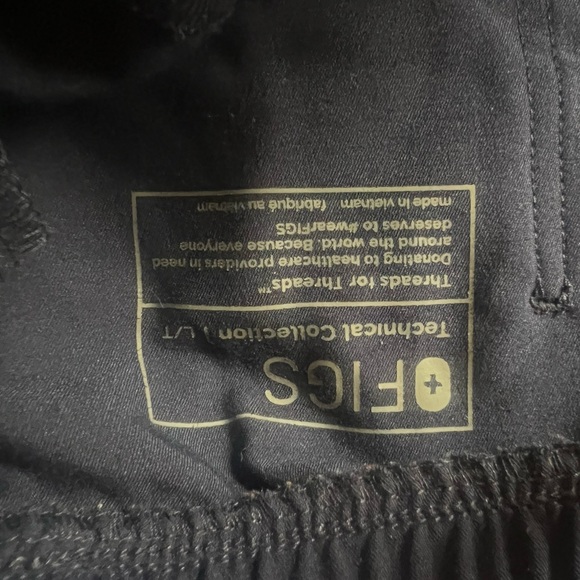 FIGS
Technical Collection | L/T
Threads for Threads™
Donating to healthcare providers in need
around the world. Because everyone
deserves to #wearFIGS
made in vietnam fabriqué au vietnam